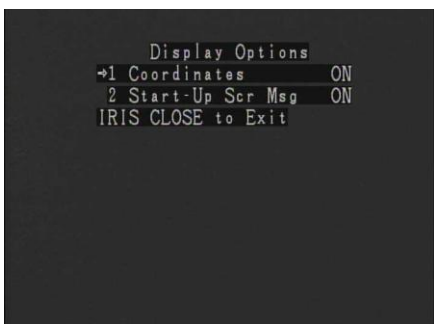 Display Options
➔1 Coordinates ON
2 Start-Up Scr Msg ON
IRIS CLOSE to Exit